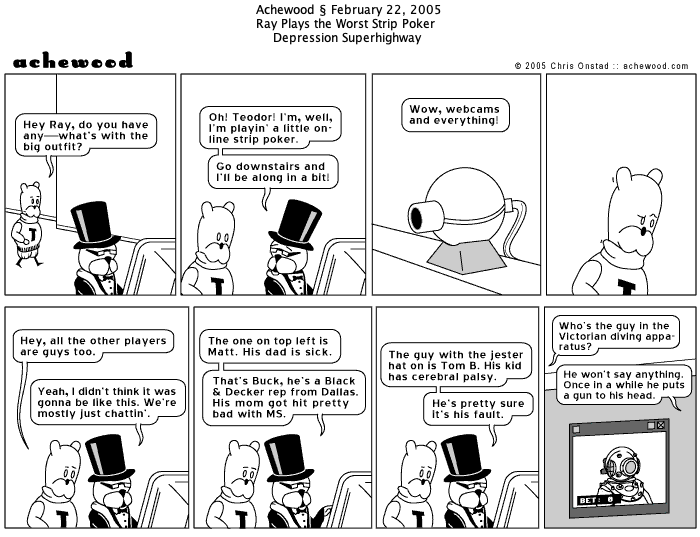 Achewood § February 22, 2005
Ray Plays the Worst Strip Poker
Depression Superhighway
achewood
© 2005 Chris Onstad :: achewood.com
Hey Ray, do you have
any—what's with the
big outfit?
T
Oh! Teodor! I'm, well,
I'm playin' a little on-
line strip poker.
Go downstairs and
I'll be along in a bit!
T
Wow, webcams
and everything!
T
Hey, all the other players
are guys too.
Yeah, I didn't think it was
gonna be like this. We're
mostly just chattin'.
T
The one on top left is
Matt. His dad is sick.
That's Buck, he's a Black
& Decker rep from Dallas.
His mom got hit pretty
bad with MS.
T
The guy with the jester
hat on is Tom B. His kid
has cerebral palsy.
He's pretty sure
it's his fault.
T
Who's the guy in the
Victorian diving appa-
ratus?
He won't say anything.
Once in a while he puts
a gun to his head.
BET: 0